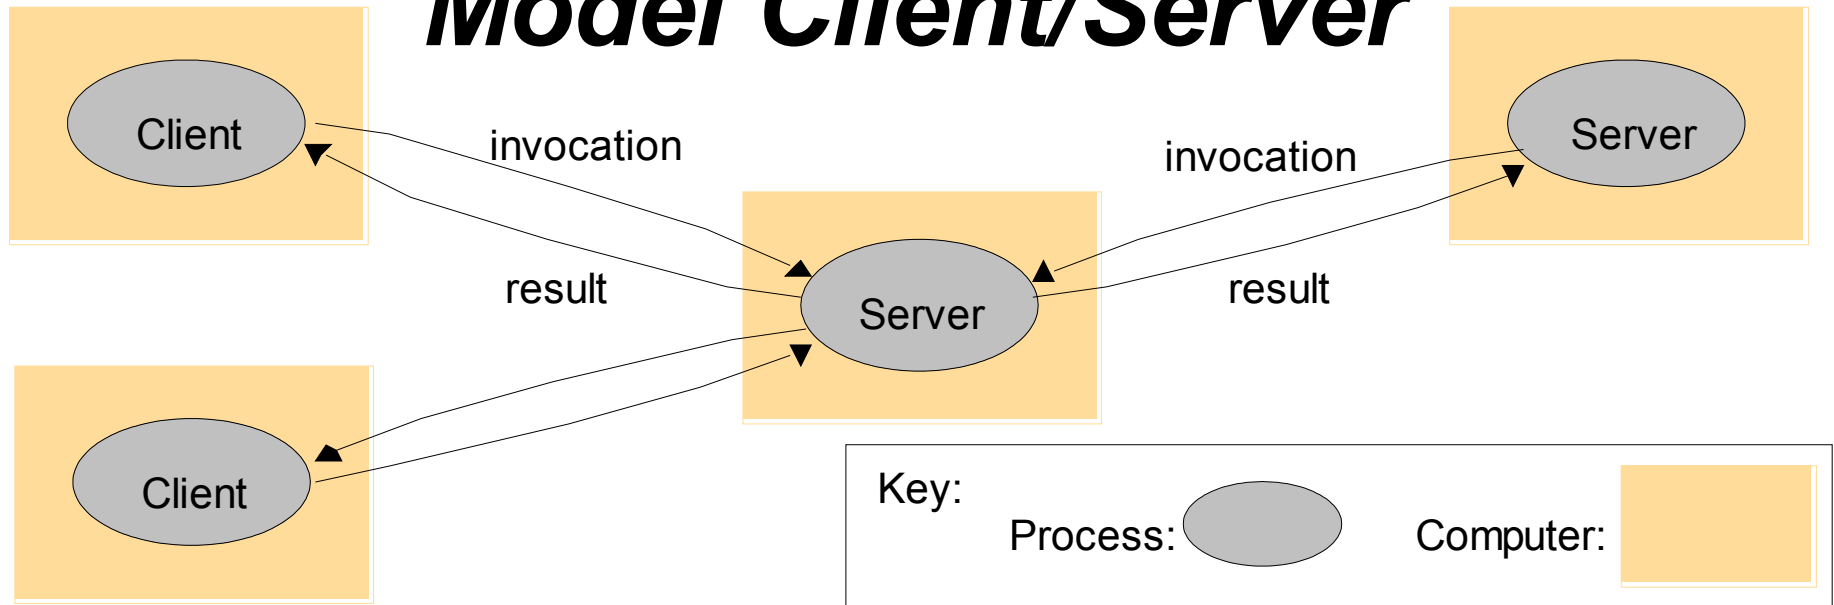 Model Client/Server
Client
invocation
invocation
Server
result
Server
result
Client
Key:
Process:
Computer: